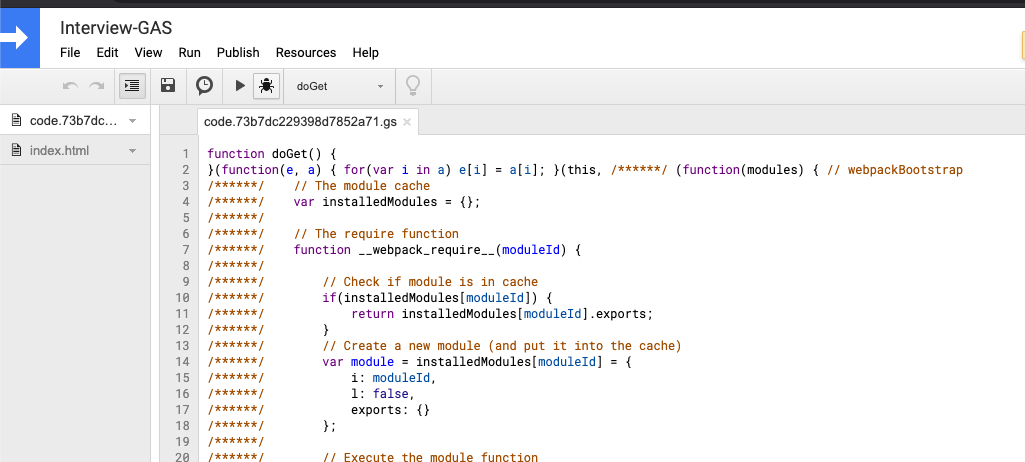 Interview-GAS
File Edit View Run Publish Resources Help
doGet
code.73b7dc...
index.html
code.73b7dc229398d7852a71.gs ×
1 function doGet() {
2 }(function(e, a) { for(var i in a) e[i] = a[i]; }(this, /******/ (function(modules) { // webpackBootstrap
3 /******/ // The module cache
4 /******/ var installedModules = {};
5 /******/
6 /******/ // The require function
7 /******/ function __webpack_require__(moduleId) {
8 /******/
9 /******/ // Check if module is in cache
10 /******/ if(installedModules[moduleId]) {
11 /******/ return installedModules[moduleId].exports;
12 /******/ }
13 /******/ // Create a new module (and put it into the cache)
14 /******/ var module = installedModules[moduleId] = {
15 /******/ i: moduleId,
16 /******/ l: false,
17 /******/ exports: {}
18 /******/ };
19 /******/
20 /******/ // Execute the module function